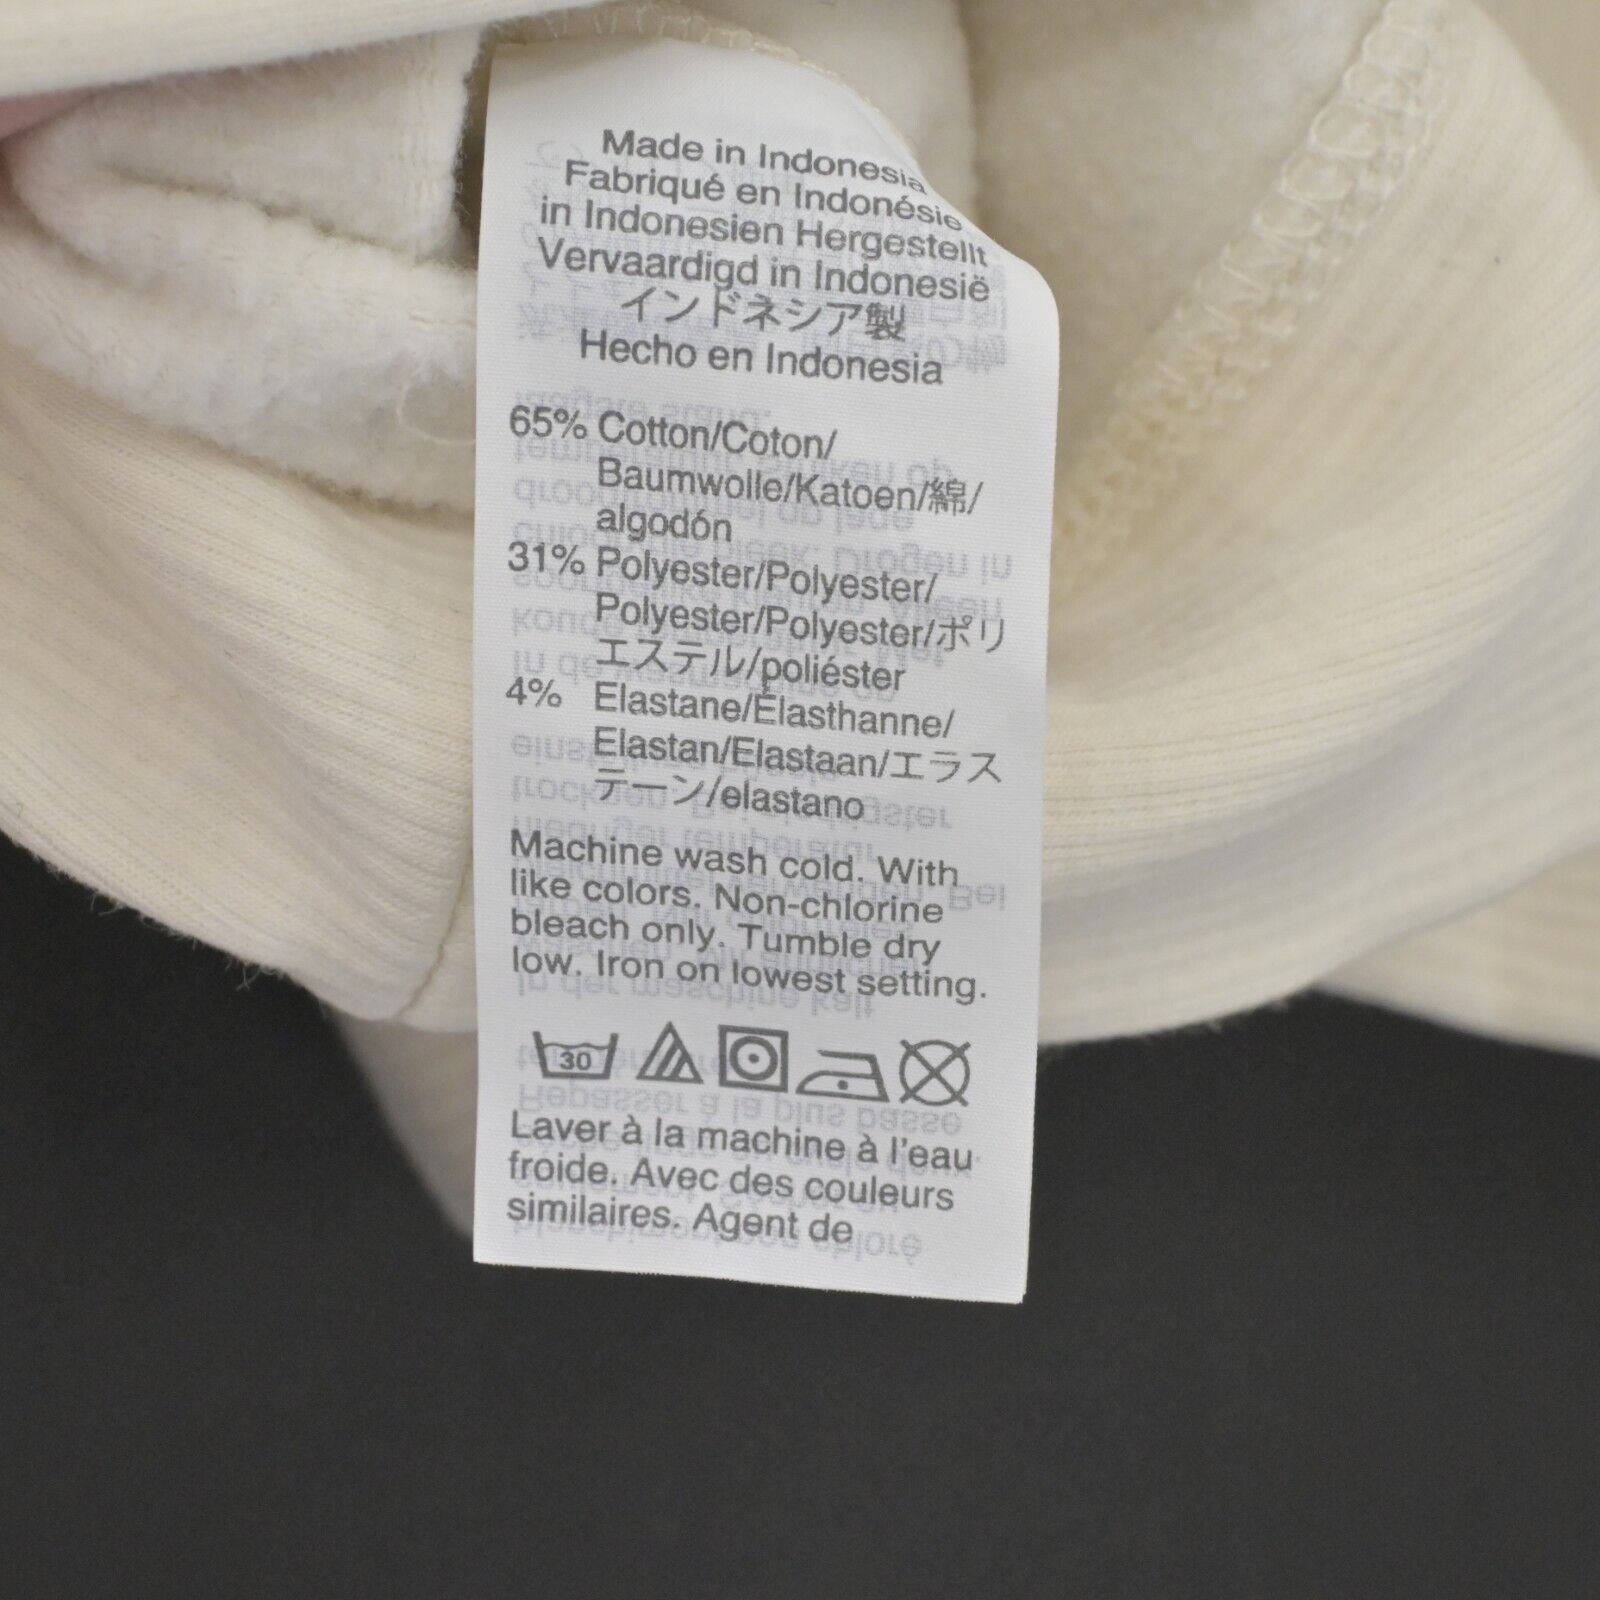 Made in Indonesia
Fabriqué en Indonésie
in Indonesien Hergestellt
Vervaardigd in Indonesië
インドネシア製
Hecho en Indonesia
65% Cotton/Coton/
Baumwolle/Katoen/綿/
algodón
31% Polyester/Polyester/
Polyester/Polyester/ポリ
エステル/poliéster
4% Elastane/Élasthanne/
Elastan/Elastaan/エラス
テーン/elastano
Machine wash cold. With
like colors. Non-chlorine
bleach only. Tumble dry
low. Iron on lowest setting.
30
Laver à la machine à l'eau
froide. Avec des couleurs
similaires. Agent de